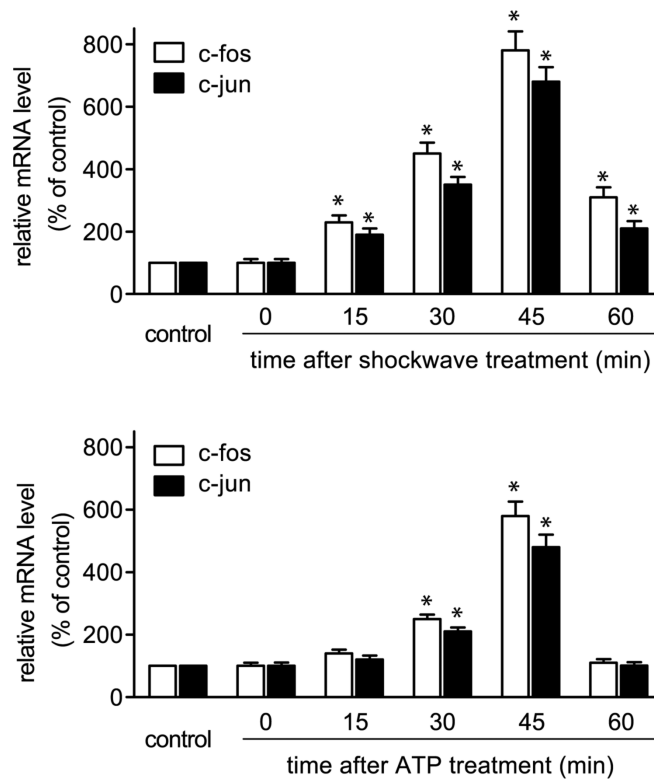 relative mRNA level
(% of control)
800
600
400
200
0
c-fos
c-jun
* * * * * * * *
control 0 15 30 45 60
time after shockwave treatment (min)
relative mRNA level
(% of control)
800
600
400
200
0
c-fos
c-jun
* * * *
control 0 15 30 45 60
time after ATP treatment (min)